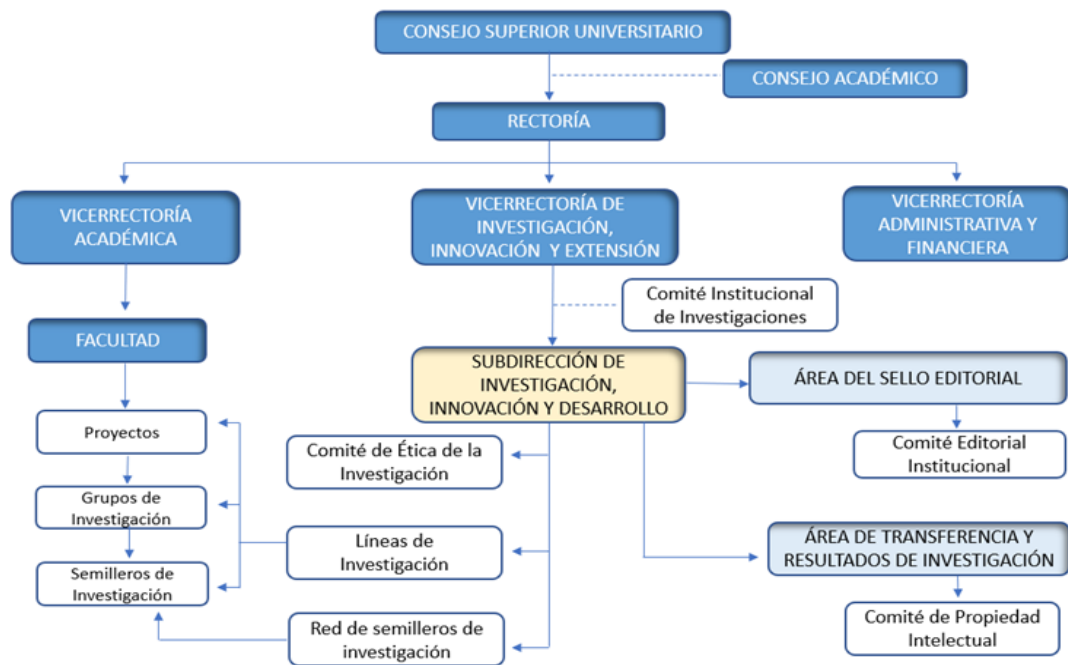 CONSEJO SUPERIOR UNIVERSITARIO
CONSEJO ACADÉMICO
RECTORÍA
VICERRECTORÍA
ACADÉMICA
VICERRECTORÍA DE
INVESTIGACIÓN,
INNOVACIÓN Y EXTENSIÓN
VICERRECTORÍA
ADMINISTRATIVA Y
FINANCIERA
Comité Institucional
de Investigaciones
FACULTAD
SUBDIRECCIÓN DE
INVESTIGACIÓN,
INNOVACIÓN Y DESARROLLO
ÁREA DEL SELLO EDITORIAL
Proyectos
Comité de Ética de la
Investigación
Comité Editorial
Institucional
Grupos de
Investigación
Líneas de
Investigación
ÁREA DE TRANSFERENCIA Y
RESULTADOS DE INVESTIGACIÓN
Semilleros de
Investigación
Red de semilleros de
investigación
Comité de Propiedad
Intelectual